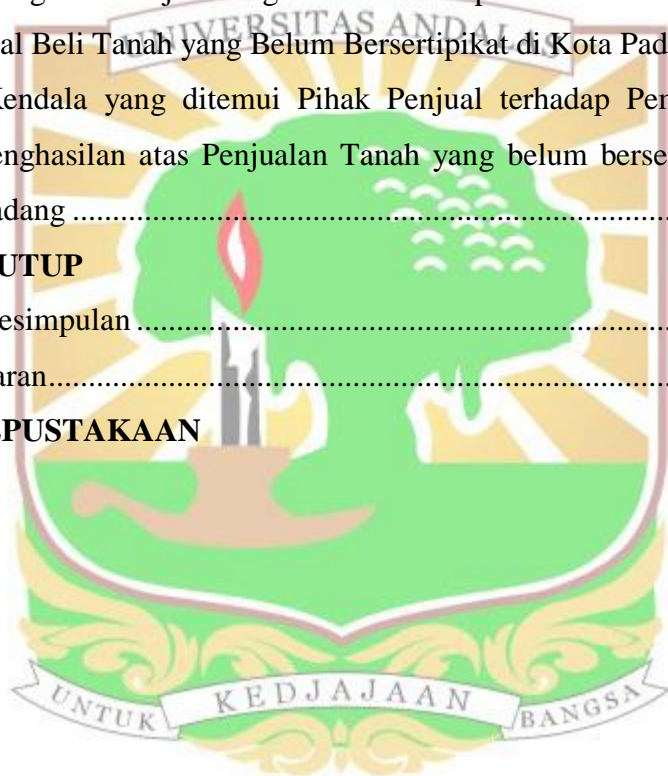 UNIVERSITAS ANDALAS
al Beli Tanah yang Belum Bersertipikat di Kota Pad
Kendala yang ditemui Pihak Penjual terhadap Pen
enghasilan atas Penjualan Tanah yang belum berse
adang
UTUP
esimpulan
aran
EPUSTAKAAN
UNTUK KEDJAJAAN BANGSA